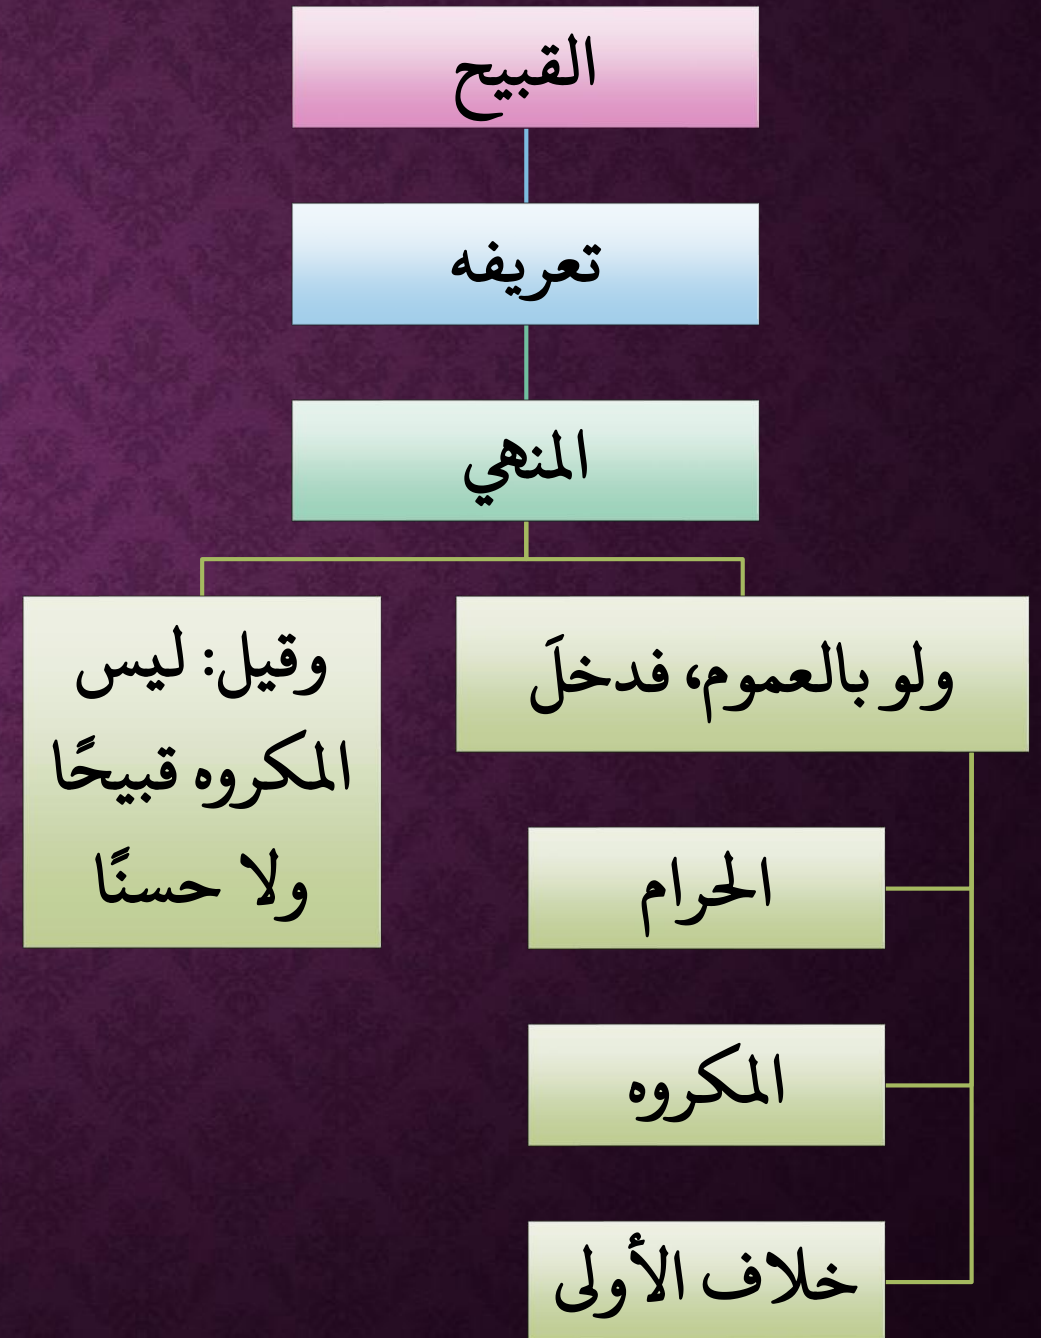 القبيح
تعريفه
المنهي
ولو بالعموم، فدخلَ
الحرام
المكروه
خلاف الأولى
وقيل: ليس
المكروه قبيحًا
ولا حسنًا